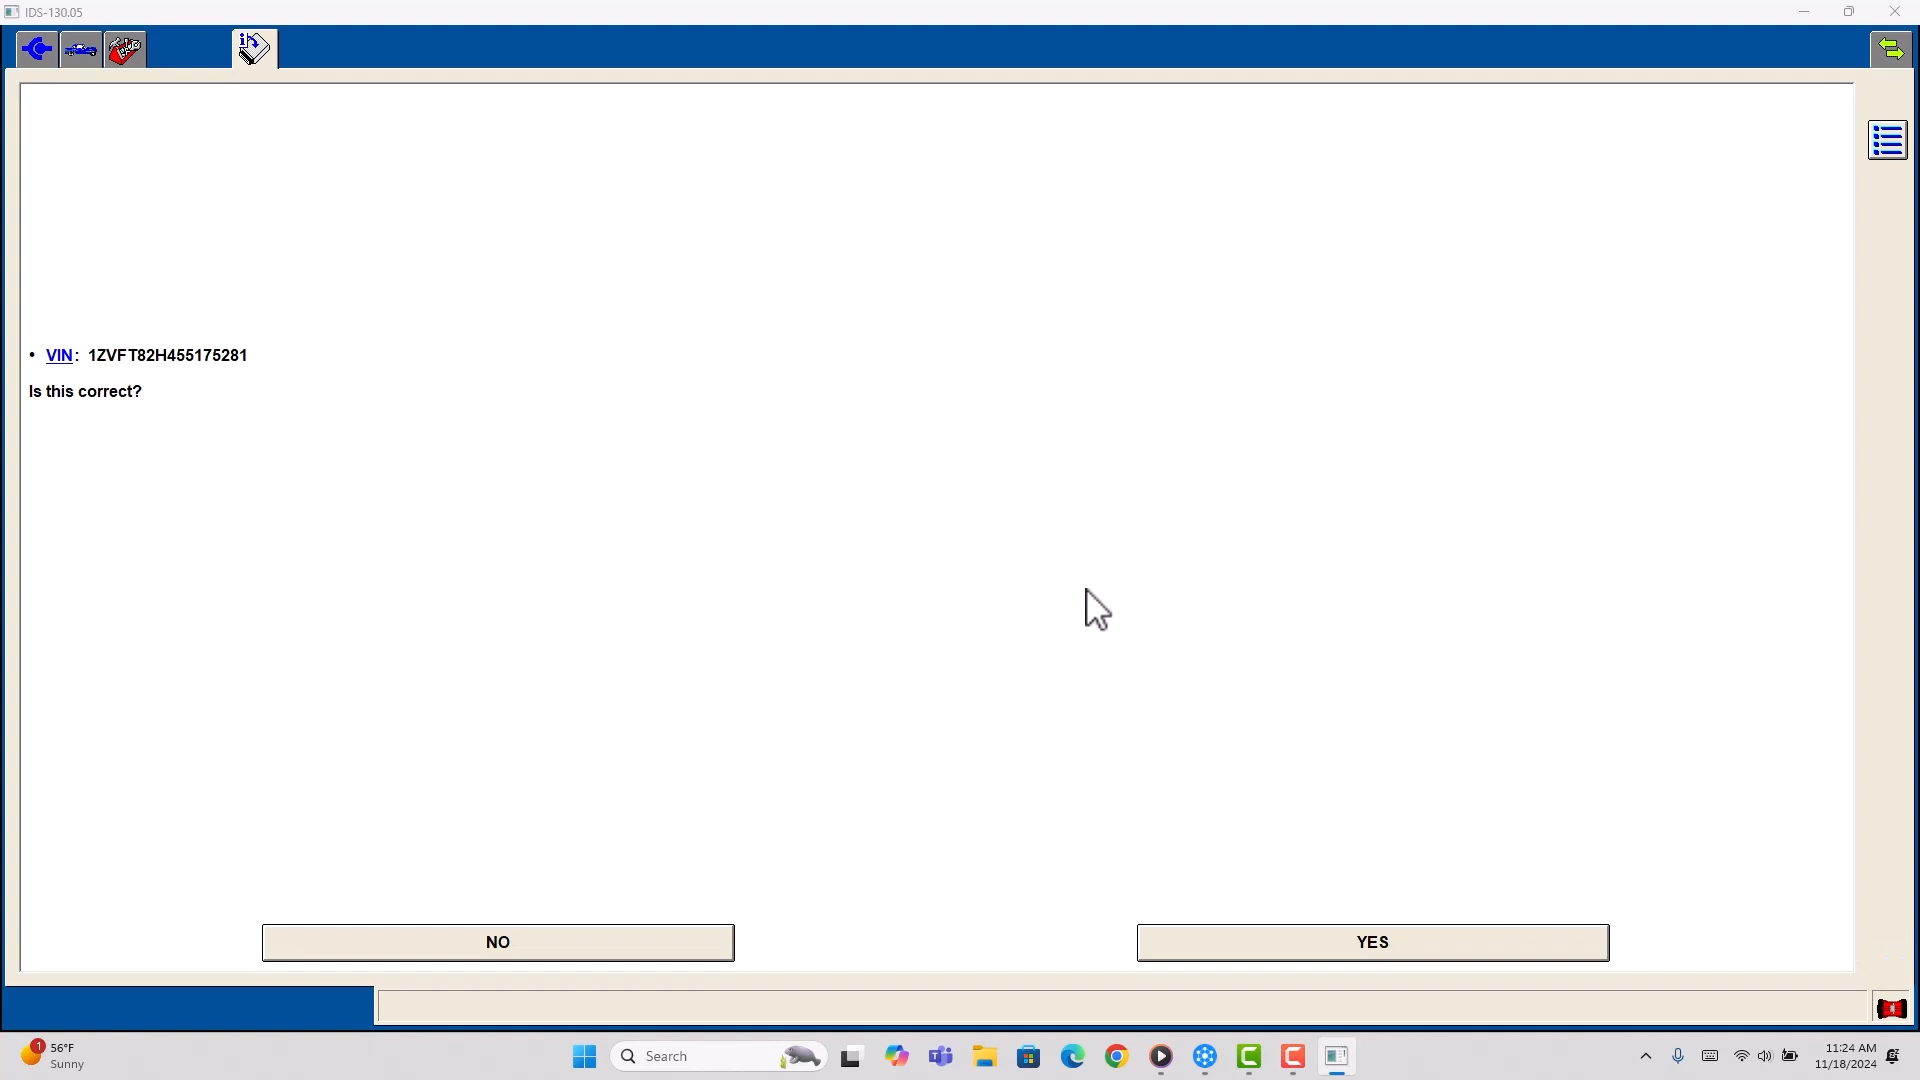 IDS-130.05
• VIN: 1ZVFT82H455175281
Is this correct?
NO
YES
1
56°F
Sunny
Search
11:24 AM
11/18/2024